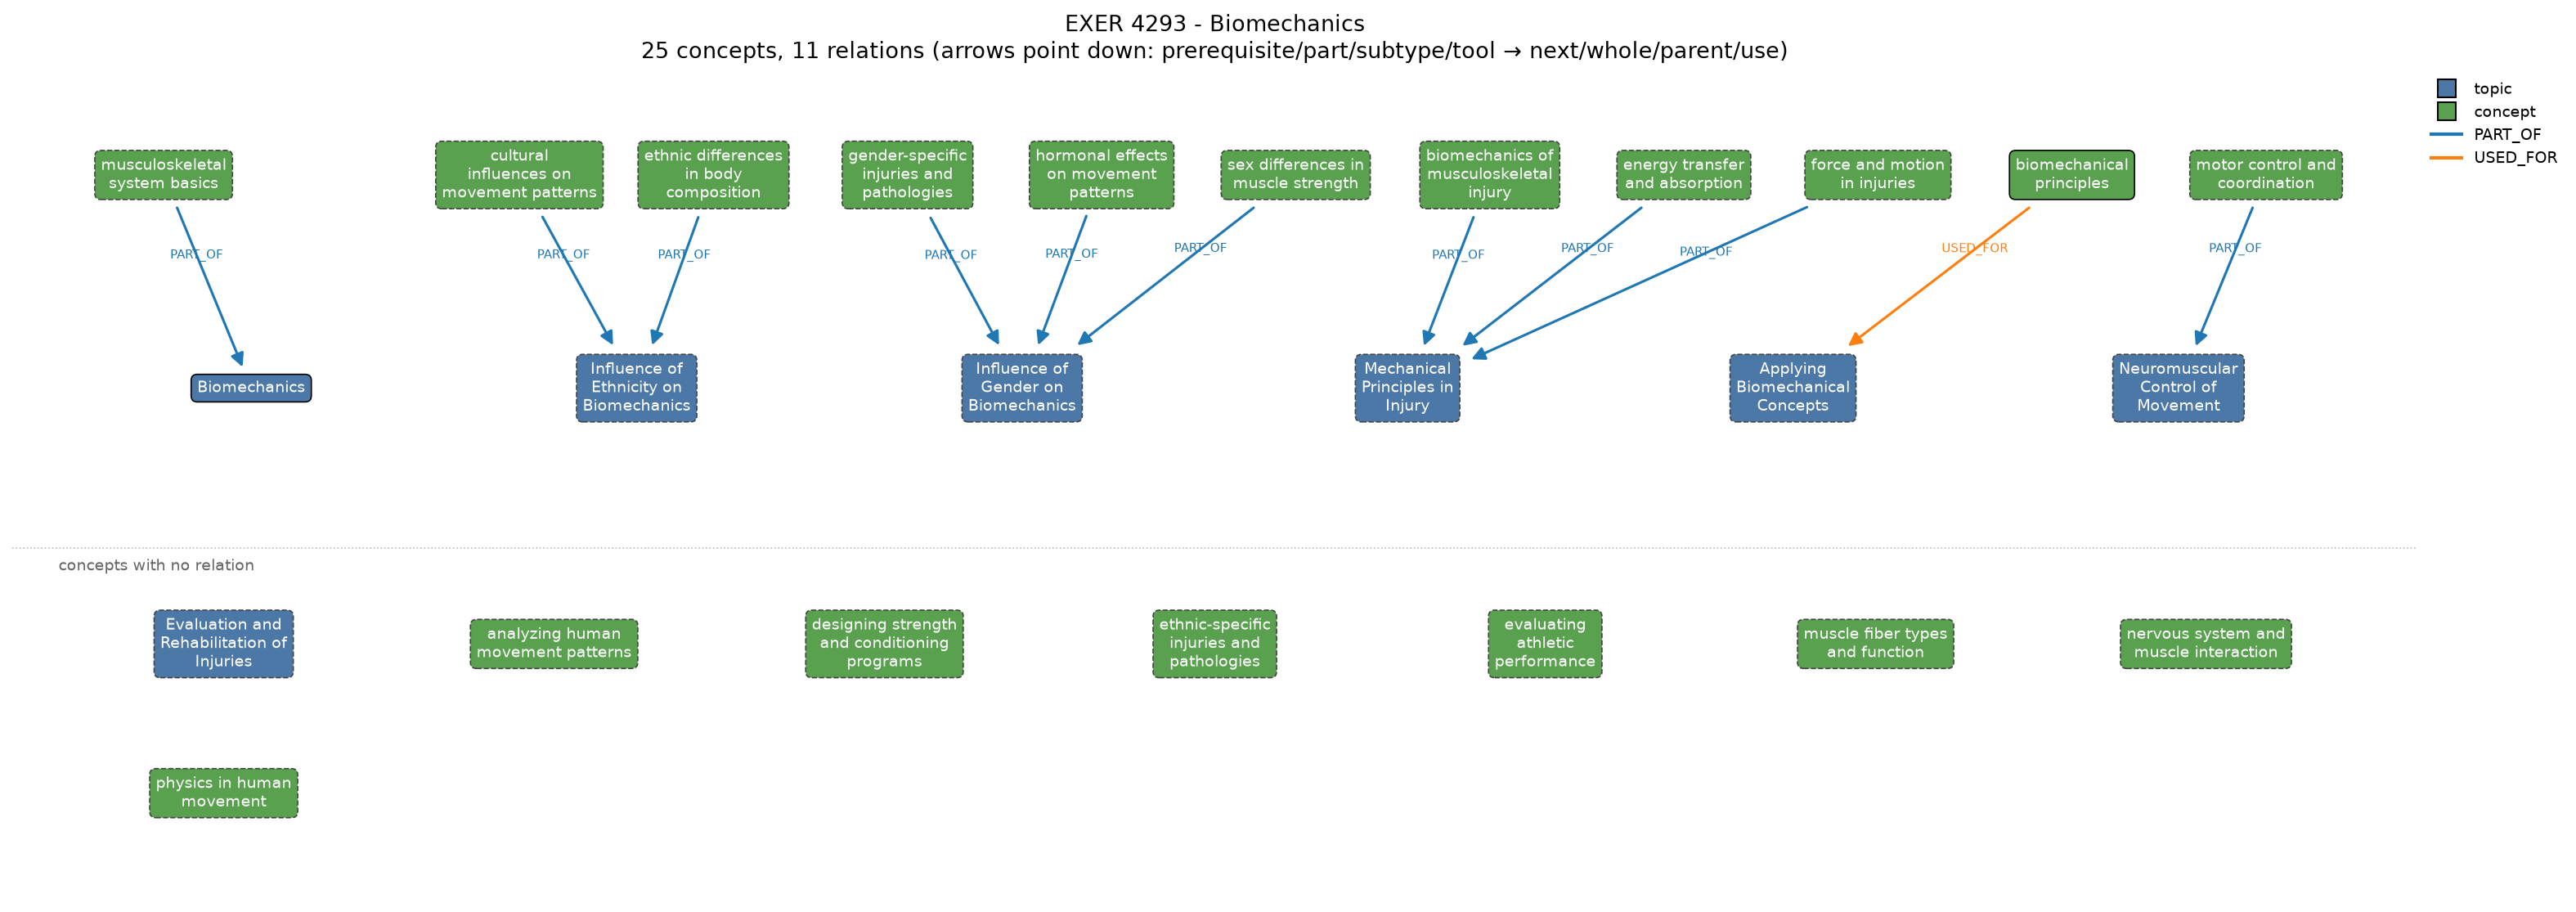 EXER 4293 - Biomechanics
25 concepts, 11 relations (arrows point down: prerequisite/part/subtype/tool → next/whole/parent/use)
topic
concept
PART_OF
USED_FOR
musculoskeletal
system basics
cultural
influences on
movement patterns
ethnic differences
in body
composition
gender-specific
injuries and
pathologies
hormonal effects
on movement
patterns
sex differences in
muscle strength
biomechanics of
musculoskeletal
injury
energy transfer
and absorption
force and motion
in injuries
biomechanical
principles
motor control and
coordination
PART_OF
PART_OF
PART_OF
PART_OF
PART_OF
PART_OF
PART_OF
PART_OF
PART_OF
USED_FOR
PART_OF
Biomechanics
Influence of
Ethnicity on
Biomechanics
Influence of
Gender on
Biomechanics
Mechanical
Principles in
Injury
Applying
Biomechanical
Concepts
Neuromuscular
Control of
Movement
concepts with no relation
Evaluation and
Rehabilitation of
Injuries
analyzing human
movement patterns
designing strength
and conditioning
programs
ethnic-specific
injuries and
pathologies
evaluating
athletic
performance
muscle fiber types
and function
nervous system and
muscle interaction
physics in human
movement